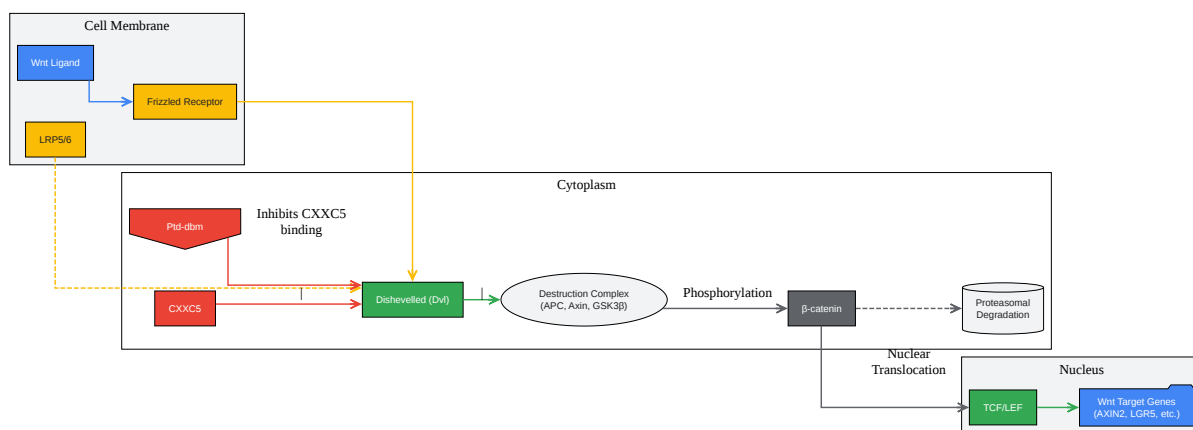 Cell Membrane
Wnt Ligand
Frizzled Receptor
LRP5/6
Cytoplasm
Ptd-dbm
Inhibits CXXC5
binding
CXXC5
Dishevelled (Dvl)
Destruction Complex
(APC, Axin, GSK3β)
Phosphorylation
β-catenin
Proteasomal
Degradation
Nuclear
Translocation
Nucleus
TCF/LEF
Wnt Target Genes
(AXIN2, LGR5, etc.)